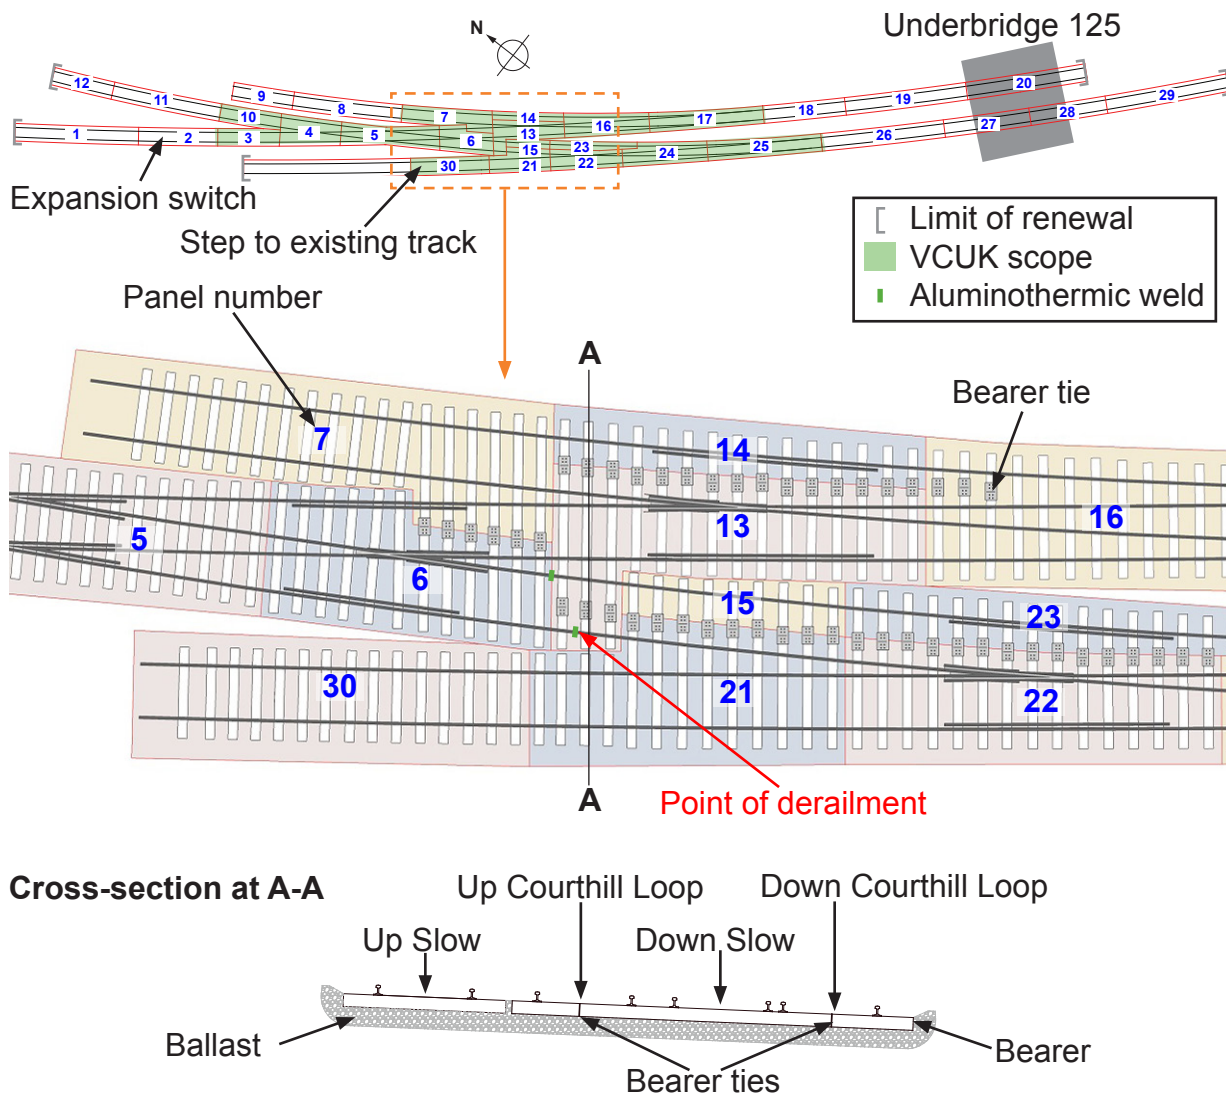 Underbridge 125
N
12
11
10
9
8
7
14
13
16
17
18
19
20
1
2
3
4
5
6
15
23
24
25
26
27
28
29
30
21
22
Expansion switch
Step to existing track
Limit of renewal
VCUK scope
Aluminothermic weld
Panel number
A
Bearer tie
7
14
5
13
16
6
15
23
30
21
22
A
Point of derailment
Cross-section at A-A
Up Courthill Loop
Down Courthill Loop
Up Slow
Down Slow
Ballast
Bearer ties
Bearer